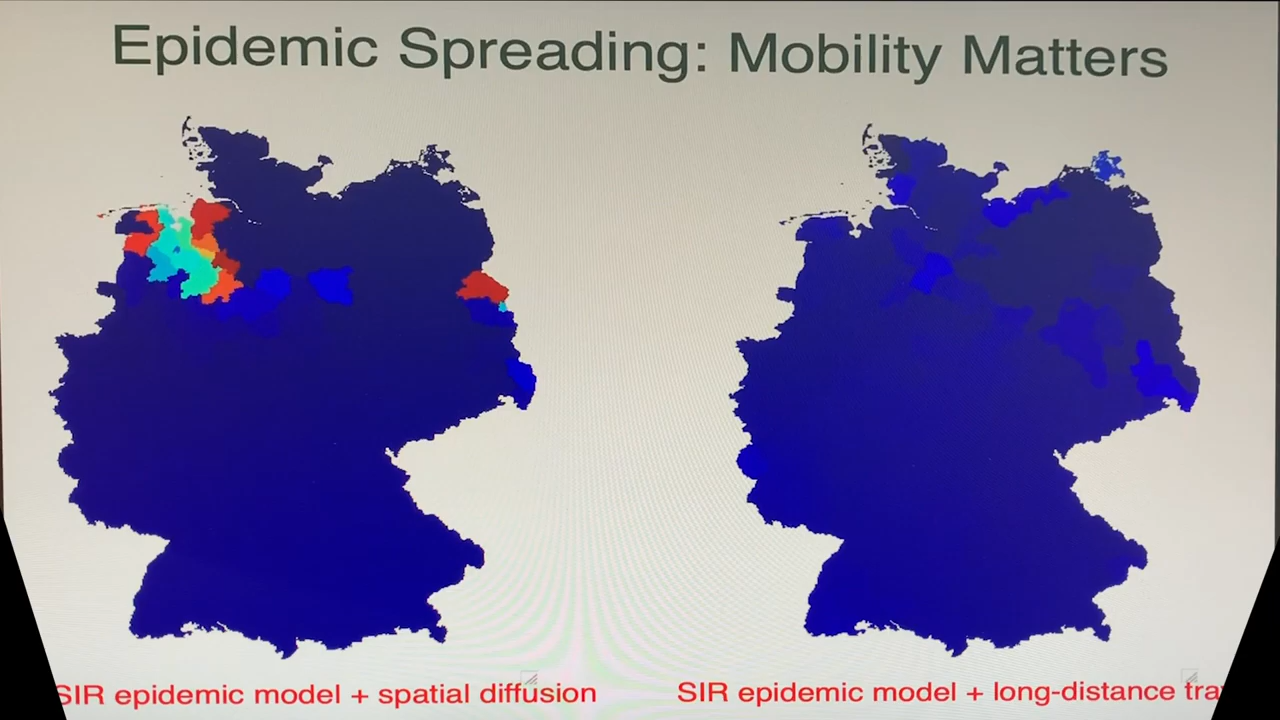 Epidemic Spreading: Mobility Matters
SIR epidemic model + spatial diffusion
SIR epidemic model + long-distance